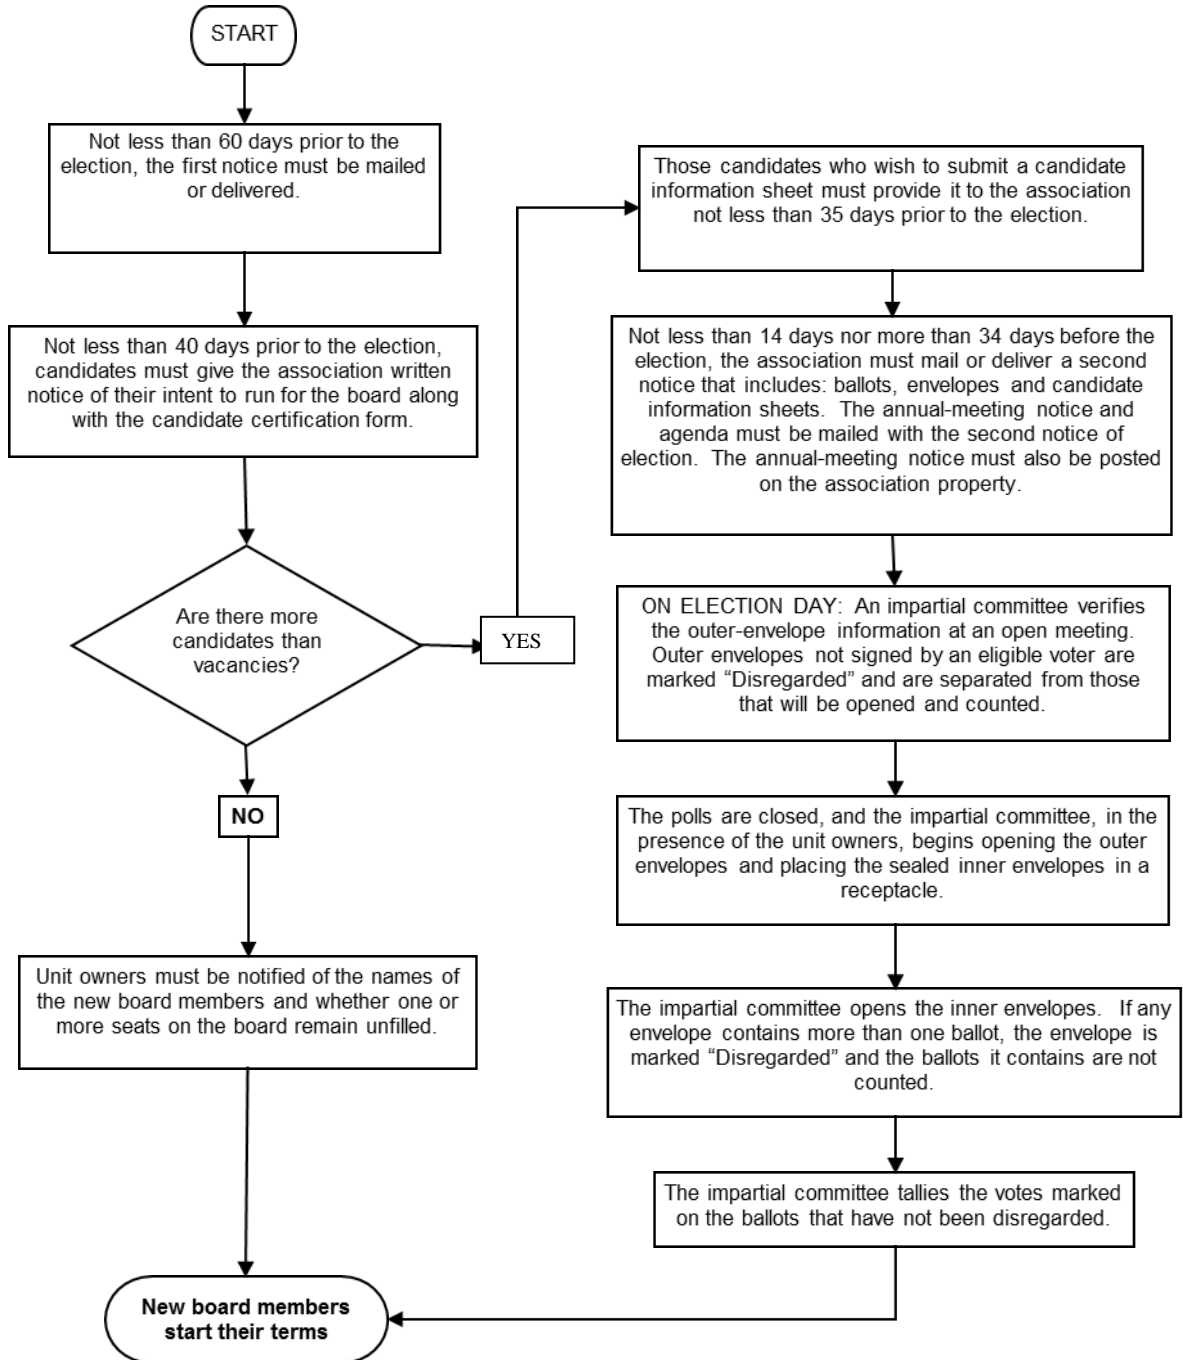 START
Not less than 60 days prior to the
election, the first notice must be mailed
or delivered.
Not less than 40 days prior to the election,
candidates must give the association written
notice of their intent to run for the board along
with the candidate certification form.
Are there more
candidates than
vacancies?
YES
NO
Unit owners must be notified of the names of
the new board members and whether one or
more seats on the board remain unfilled.
Those candidates who wish to submit a candidate
information sheet must provide it to the association
not less than 35 days prior to the election.
Not less than 14 days nor more than 34 days before the
election, the association must mail or deliver a second
notice that includes: ballots, envelopes and candidate
information sheets. The annual-meeting notice and
agenda must be mailed with the second notice of
election. The annual-meeting notice must also be posted
on the association property.
ON ELECTION DAY: An impartial committee verifies
the outer-envelope information at an open meeting.
Outer envelopes not signed by an eligible voter are
marked “Disregarded” and are separated from those
that will be opened and counted.
The polls are closed, and the impartial committee, in the
presence of the unit owners, begins opening the outer
envelopes and placing the sealed inner envelopes in a
receptacle.
The impartial committee opens the inner envelopes. If any
envelope contains more than one ballot, the envelope is
marked “Disregarded” and the ballots it contains are not
counted.
The impartial committee tallies the votes marked
on the ballots that have not been disregarded.
New board members
start their terms